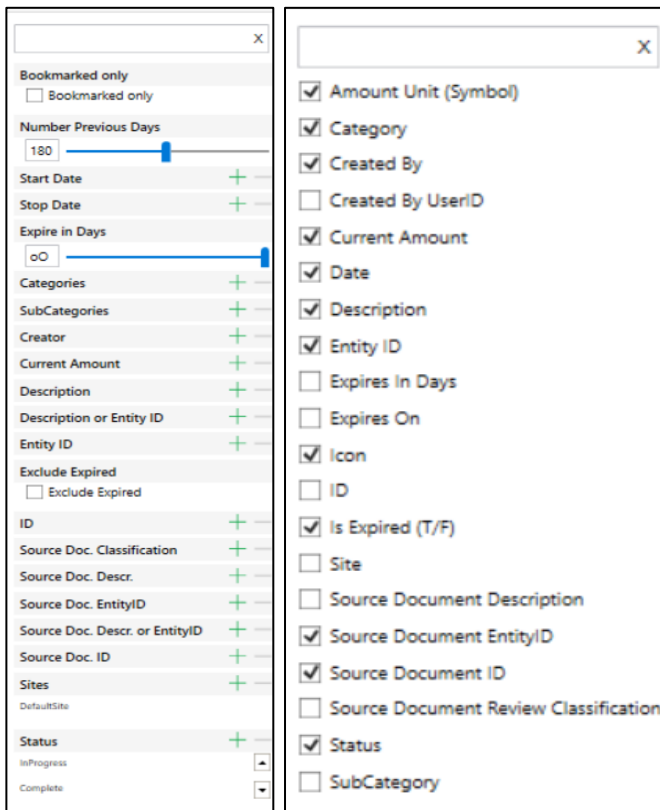 X
Bookmarked only
Bookmarked only
Number Previous Days
180
Start Date
Stop Date
Expire in Days
oO
Categories
SubCategories
Creator
Current Amount
Description
Description or Entity ID
Entity ID
Exclude Expired
Exclude Expired
ID
Source Doc. Classification
Source Doc. Descr.
Source Doc. EntityID
Source Doc. Descr. or EntityID
Source Doc. ID
Sites
DefaultSite
Status
InProgress
Complete
X
Amount Unit (Symbol)
Category
Created By
Created By UserID
Current Amount
Date
Description
Entity ID
Expires In Days
Expires On
Icon
ID
Is Expired (T/F)
Site
Source Document Description
Source Document EntityID
Source Document ID
Source Document Review Classification
Status
SubCategory